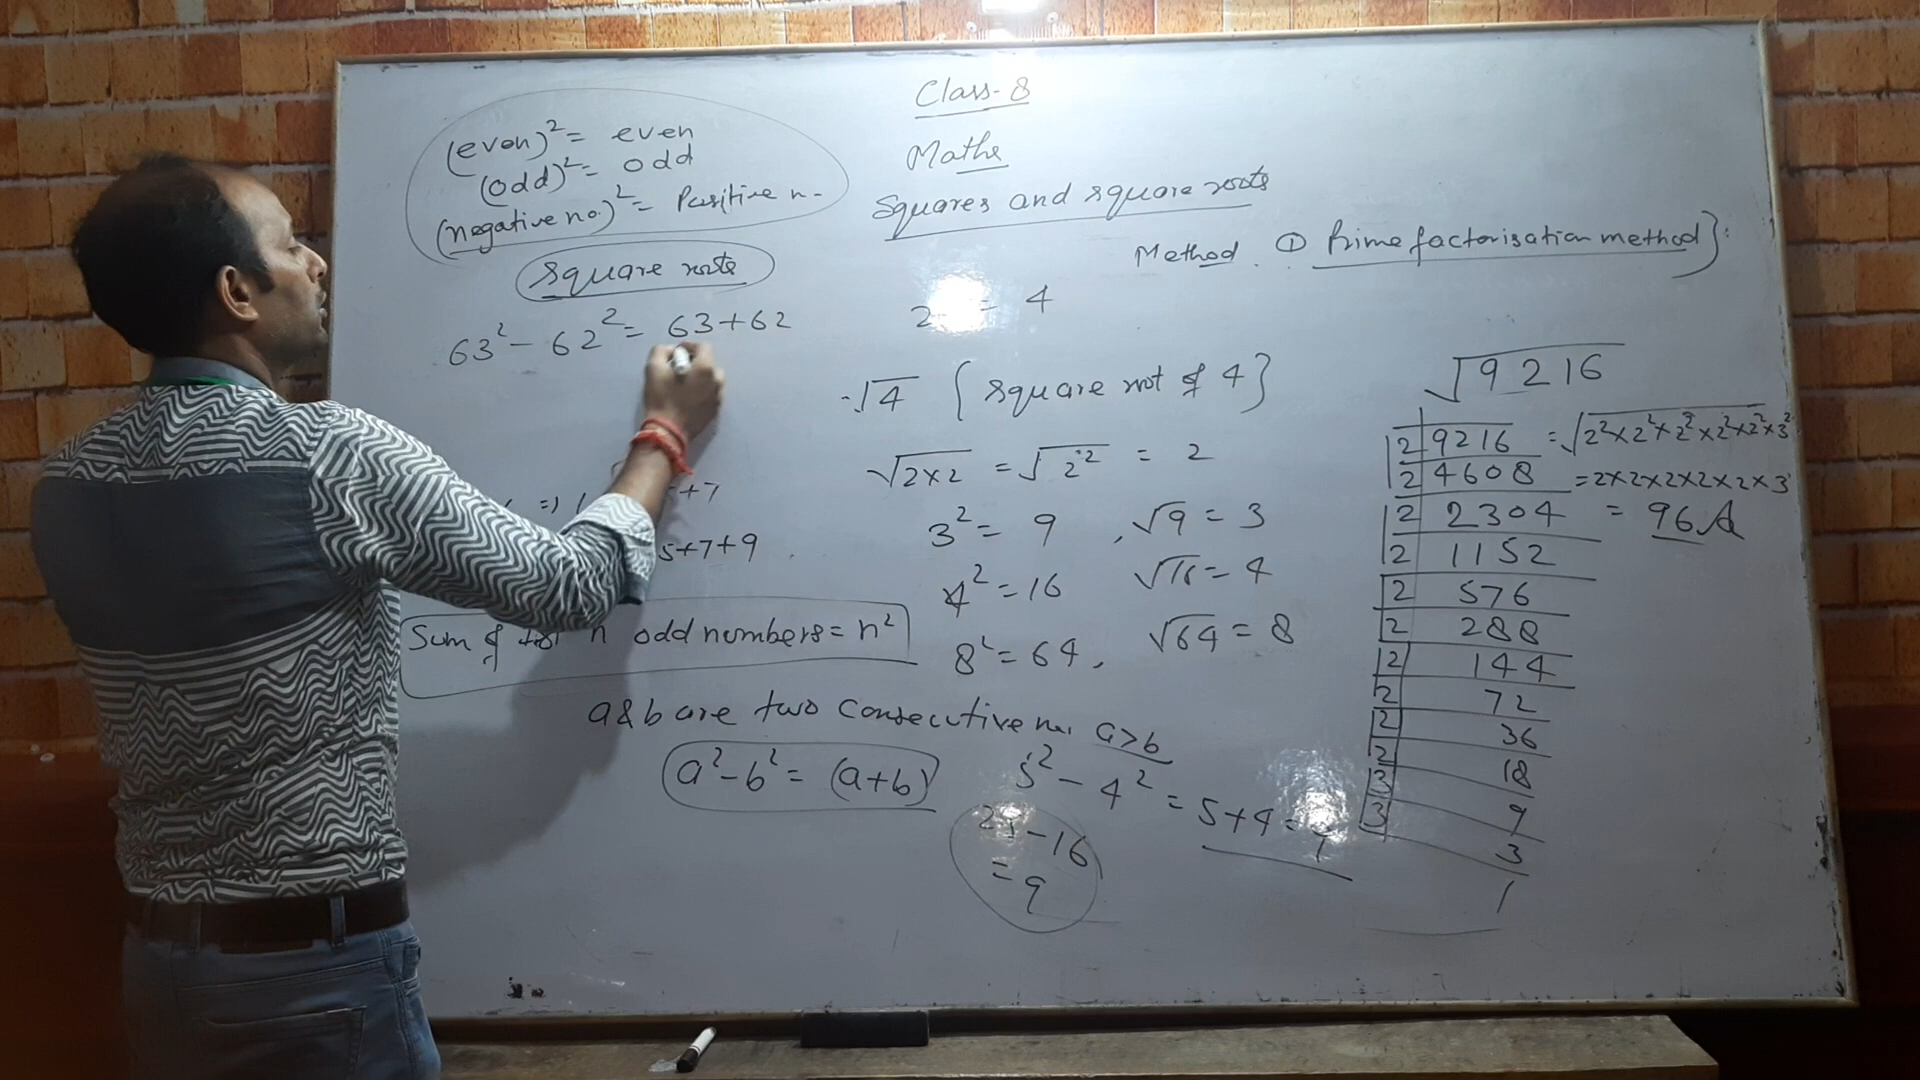 Class-8
Maths
Squares and square roots
(even)² = even
(odd)² = odd
(negative no.)² = Positive n-
square roots
63² - 62² = 63+62
+7
5+7+9
Sum of n odd numbers = n²
a & b are two consecutive no. a>b
a² - b² = (a+b)
5² - 4² = 5+4 =
25 - 16
= 9
2 = 4
√4 { square root of 4 }
√2×2 = √2² = 2
3² = 9 , √9 = 3
4² = 16 √16 = 4
8² = 64 , √64 = 8
Method ① Prime factorisation method } :
√9216
2 9216 = √2²×2²×2²×2²×2²×3²
2 4608 = 2×2×2×2×2×3
2 2304 = 96 A
2 1152
2 576
2 288
2 144
2 72
2 36
2 18
3 9
3 3
1